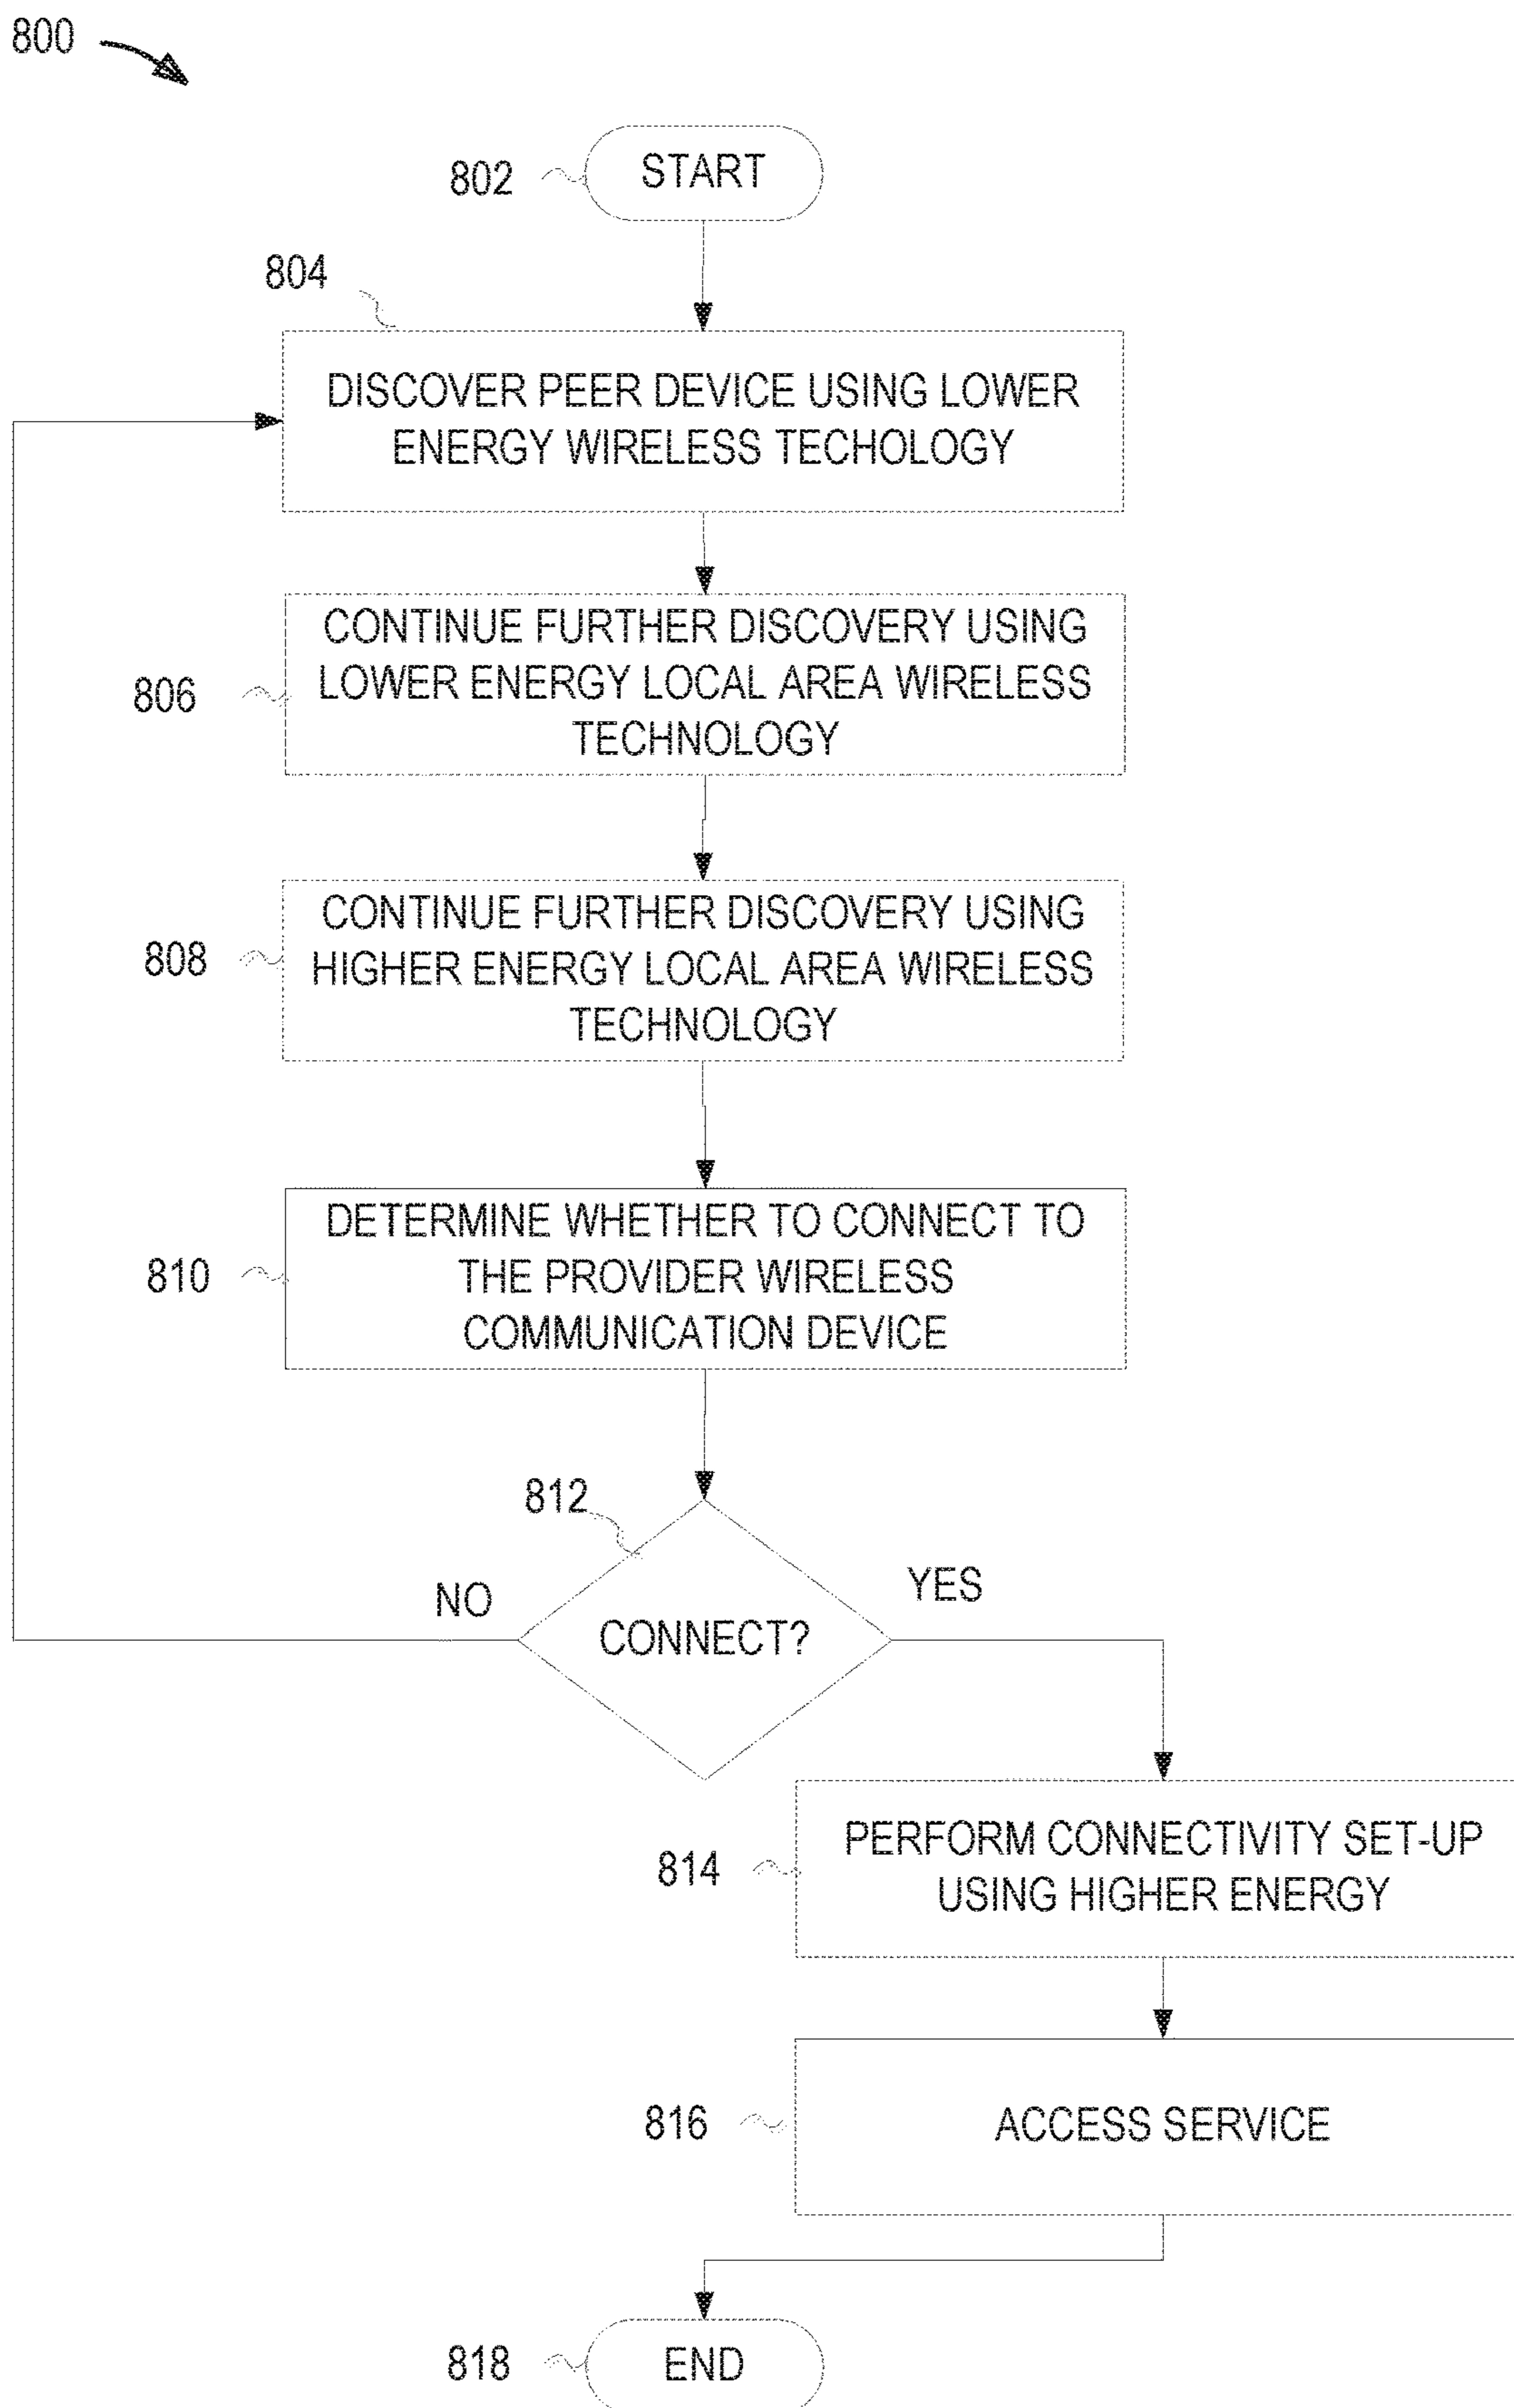 800
802
START
804
DISCOVER PEER DEVICE USING LOWER
ENERGY WIRELESS TECHOLOGY
806
CONTINUE FURTHER DISCOVERY USING
LOWER ENERGY LOCAL AREA WIRELESS
TECHNOLOGY
808
CONTINUE FURTHER DISCOVERY USING
HIGHER ENERGY LOCAL AREA WIRELESS
TECHNOLOGY
810
DETERMINE WHETHER TO CONNECT TO
THE PROVIDER WIRELESS
COMMUNICATION DEVICE
812
NO
YES
CONNECT?
814
PERFORM CONNECTIVITY SET-UP
USING HIGHER ENERGY
816
ACCESS SERVICE
818
END